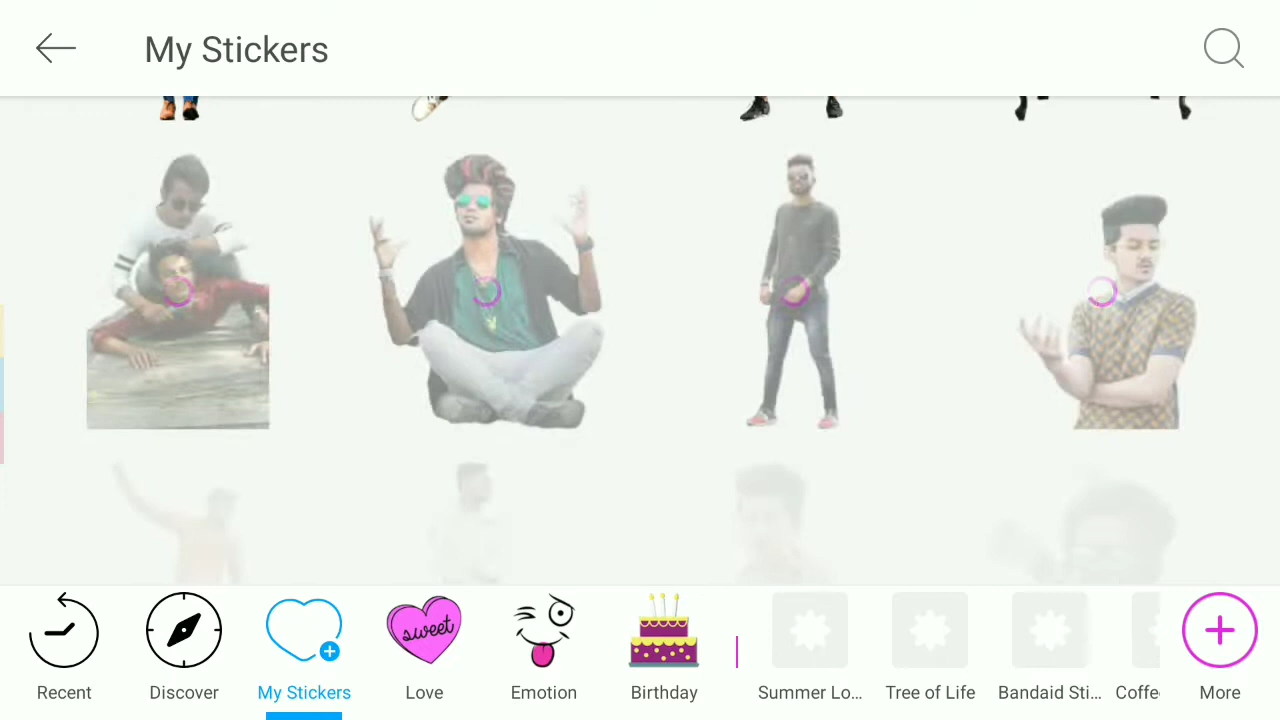 My Stickers
sweet
Recent
Discover
My Stickers
Love
Emotion
Birthday
Summer Lo...
Tree of Life
Bandaid Sti...
Coffe
More